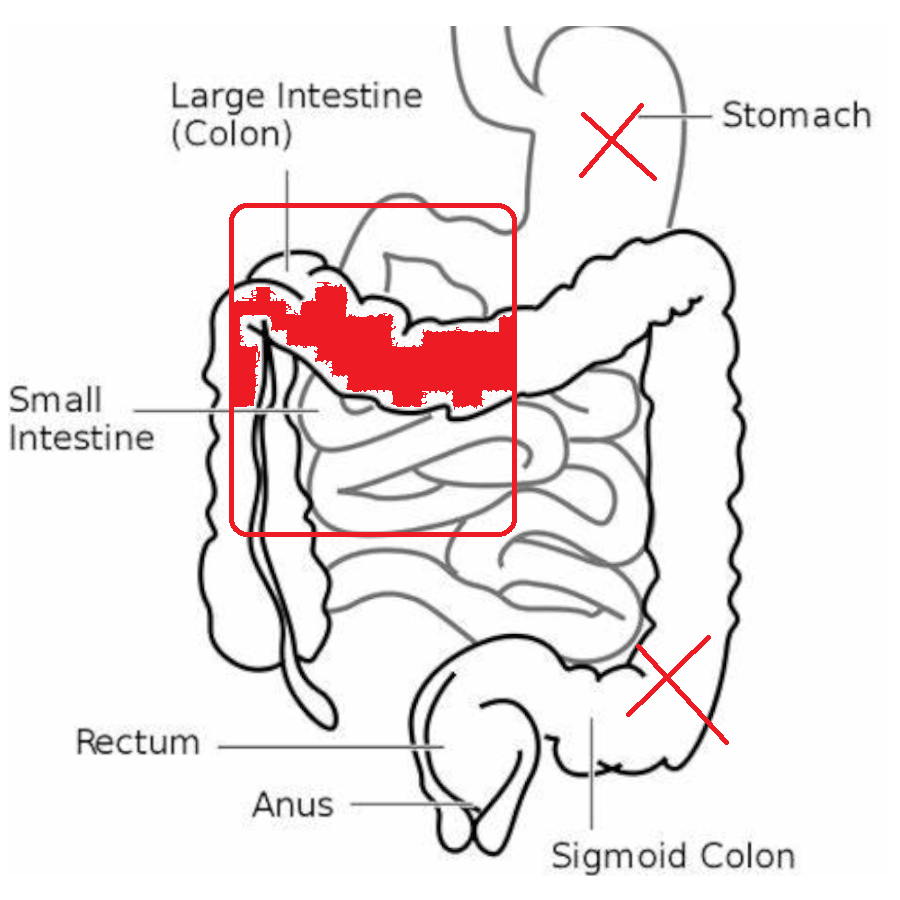 Large Intestine
(Colon)
Stomach
Small
Intestine
Rectum
Anus
Sigmoid Colon